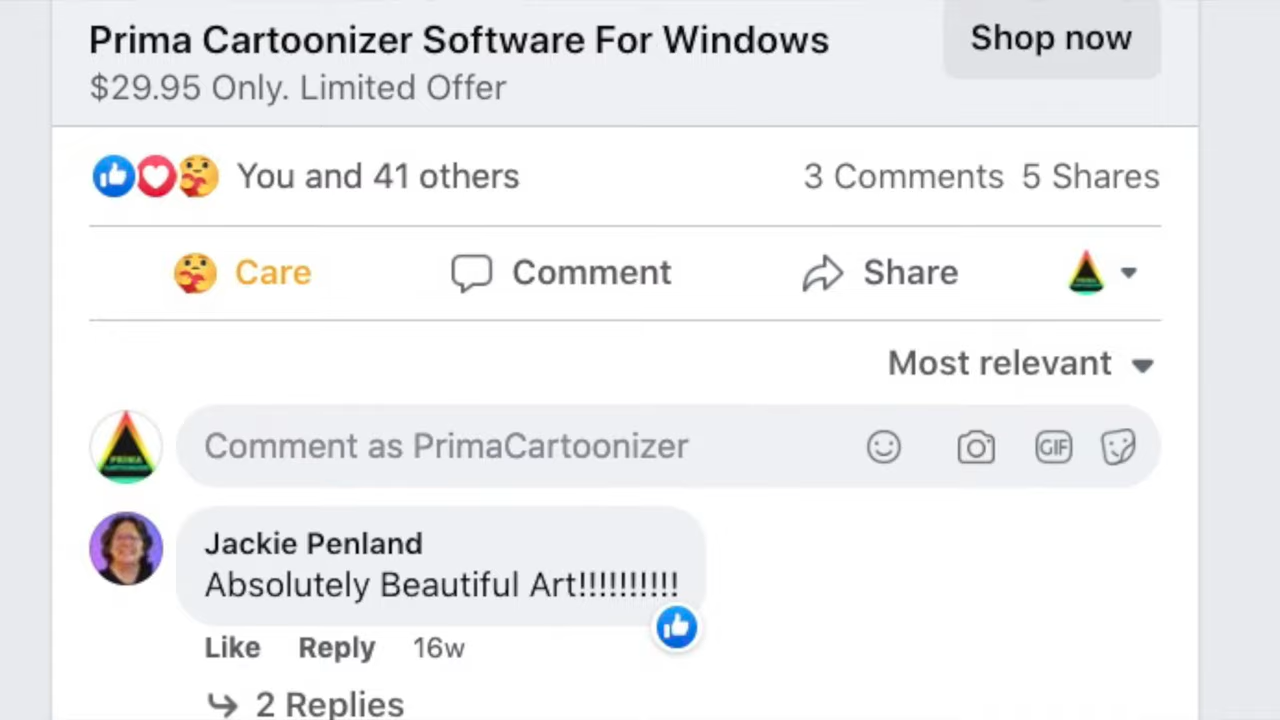 Prima Cartoonizer Software For Windows
Shop now
$29.95 Only. Limited Offer
You and 41 others
3 Comments 5 Shares
Care
Comment
Share
Most relevant
PRIMA
Comment as PrimaCartoonizer
GIF
Jackie Penland
Absolutely Beautiful Art!!!!!!!!!!
Like Reply 16w
2 Replies